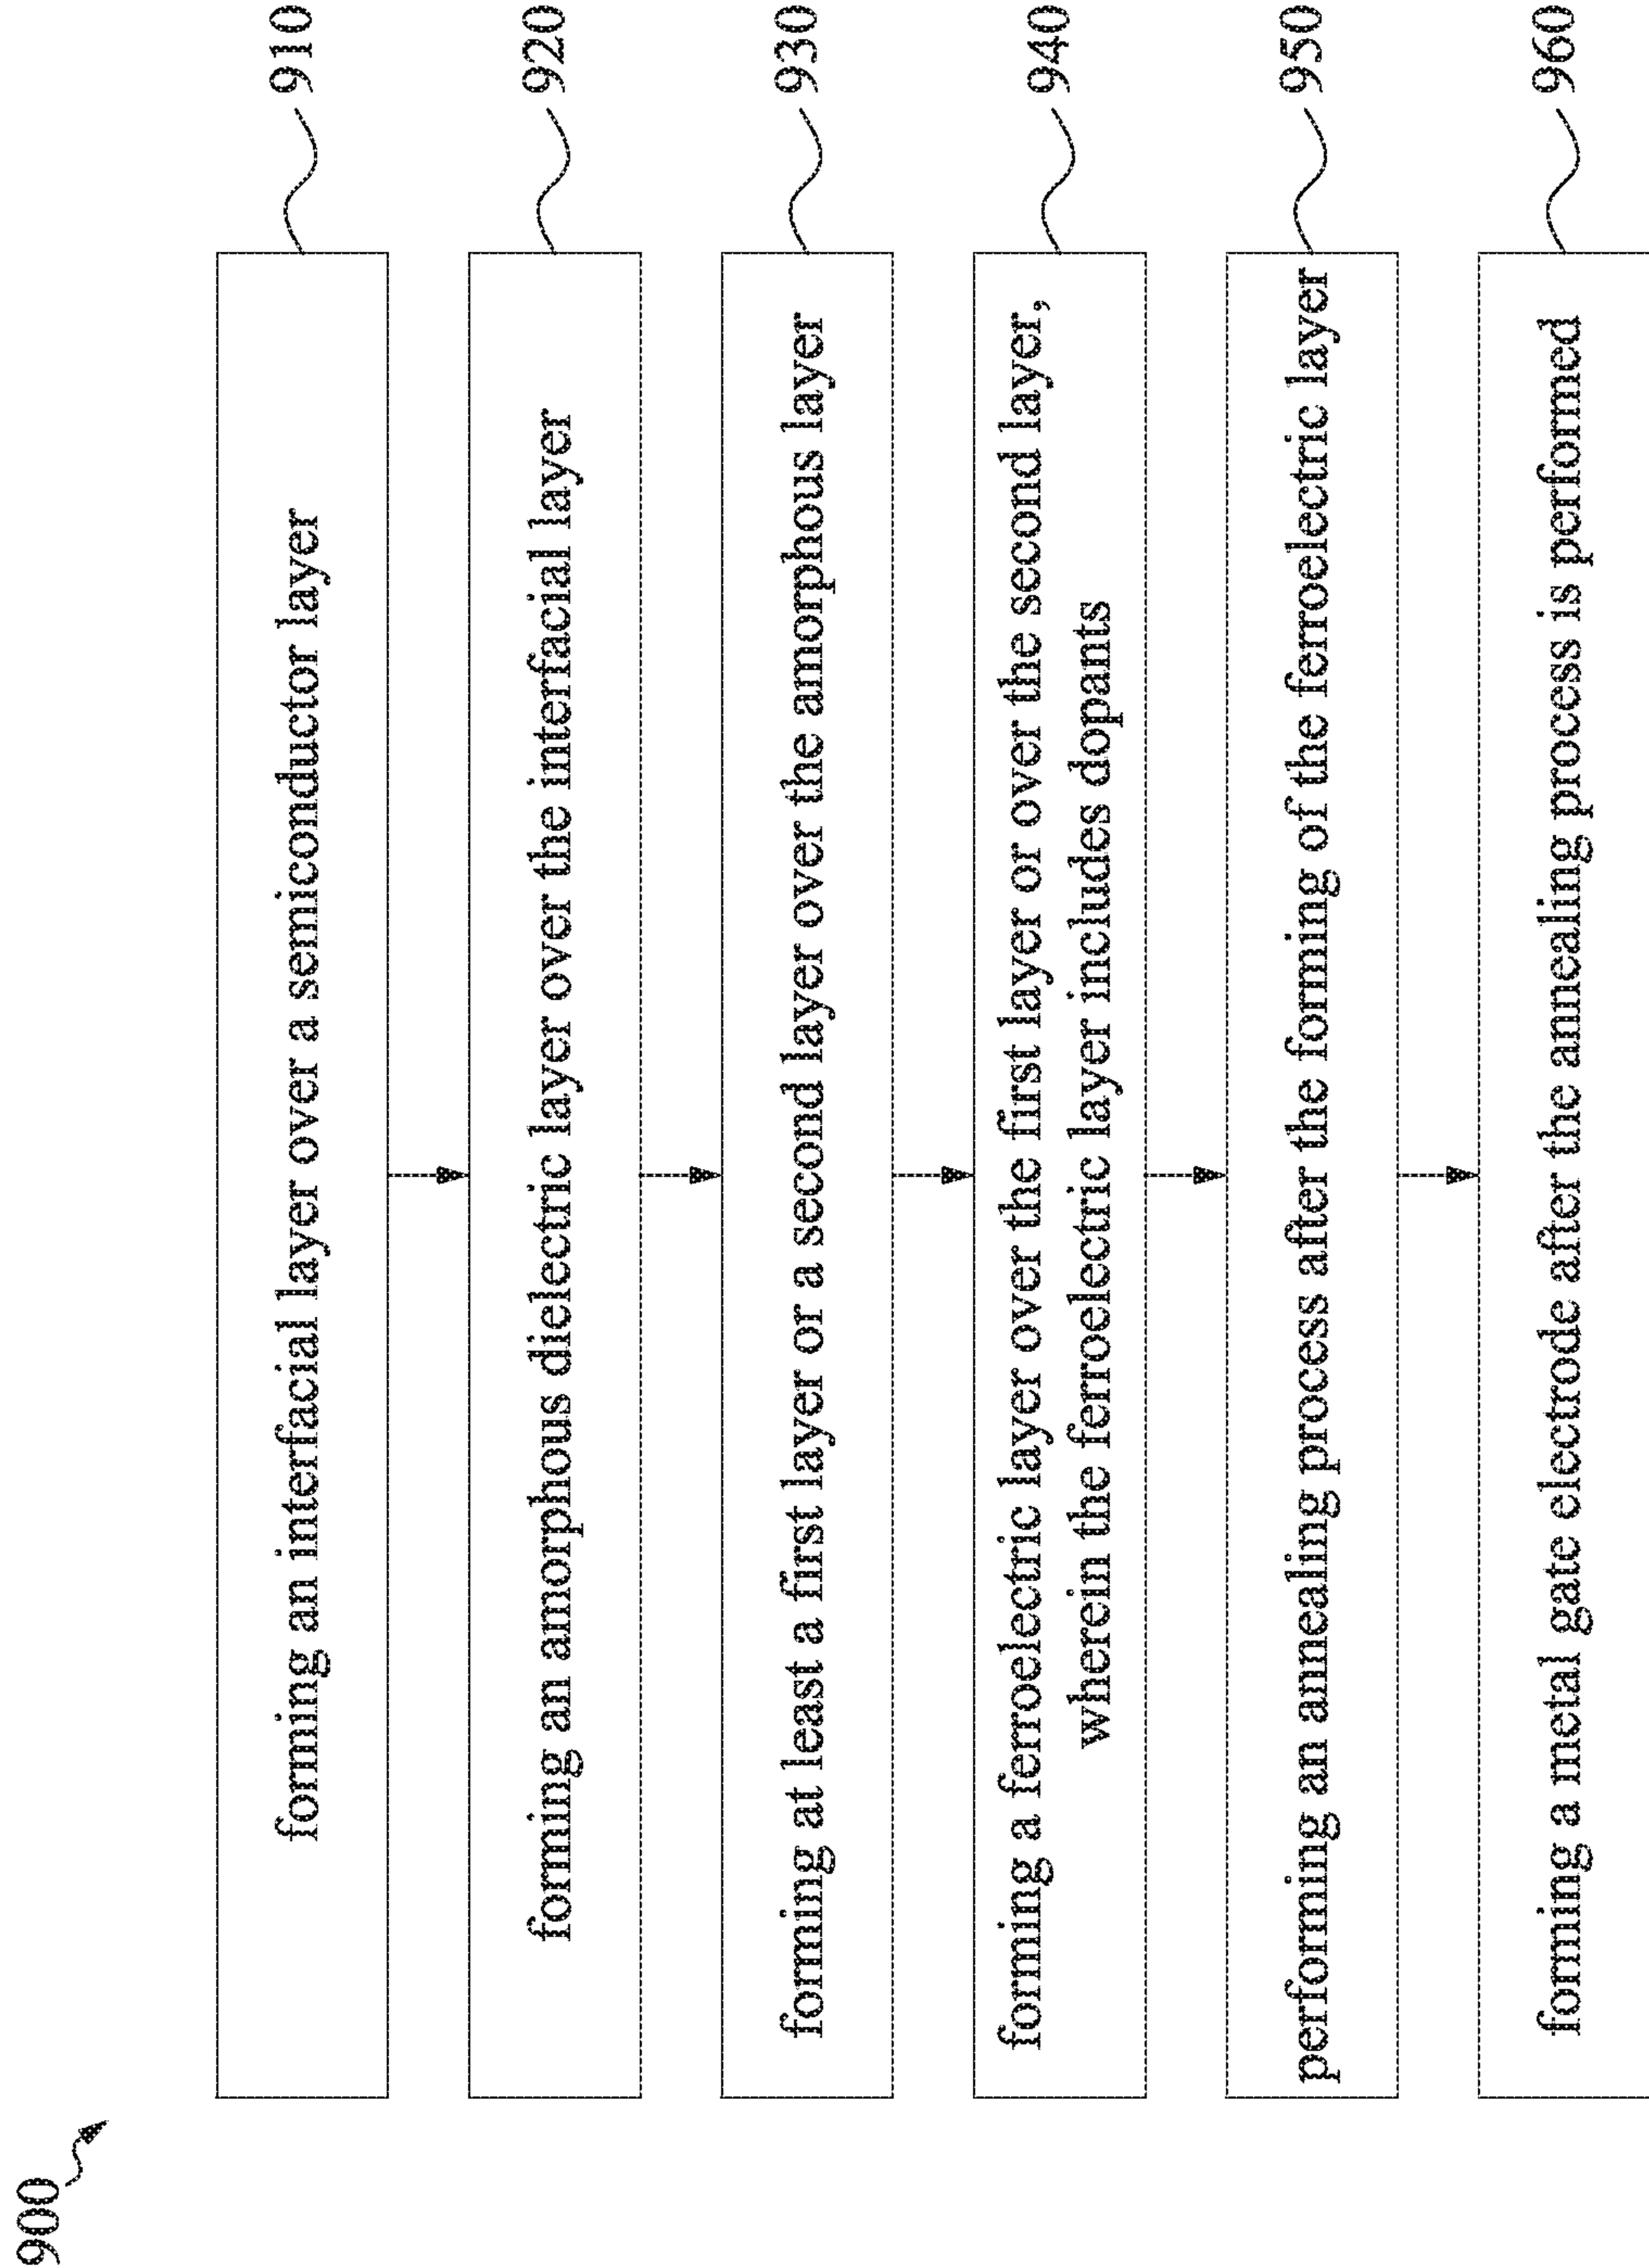 900
forming an interfacial layer over a semiconductor layer
910
forming an amorphous dielectric layer over the interfacial layer
920
forming at least a first layer or a second layer over the amorphous layer
930
forming a ferroelectric layer over the first layer or over the second layer,
wherein the ferroelectric layer includes dopants
940
performing an annealing process after the forming of the ferroelectric layer
950
forming a metal gate electrode after the annealing process is performed
960